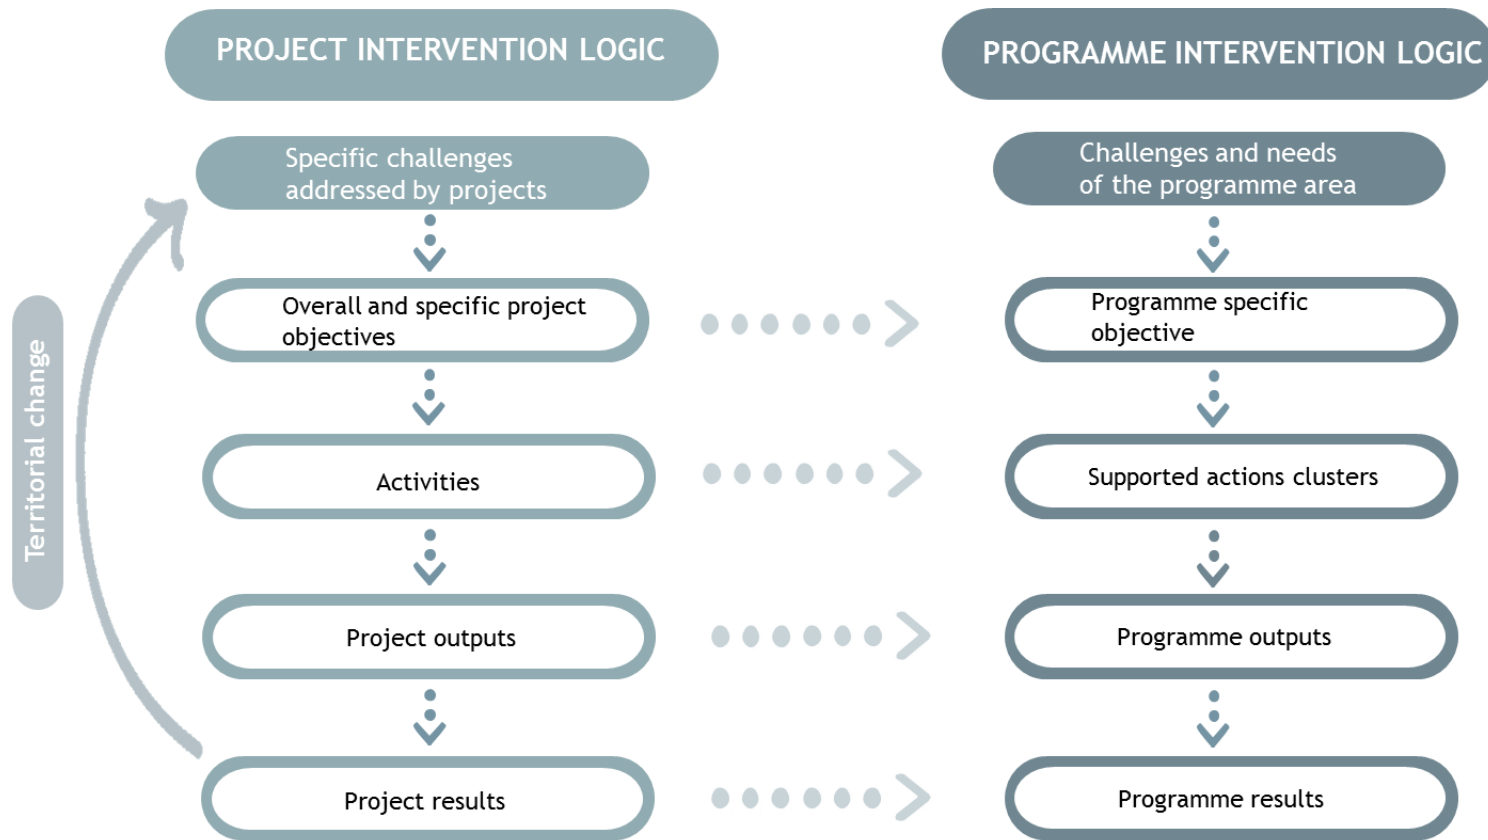 PROJECT INTERVENTION LOGIC
PROGRAMME INTERVENTION LOGIC
Specific challenges
addressed by projects
Challenges and needs
of the programme area
Overall and specific project
objectives
Programme specific
objective
Territorial change
Activities
Supported actions clusters
Project outputs
Programme outputs
Project results
Programme results